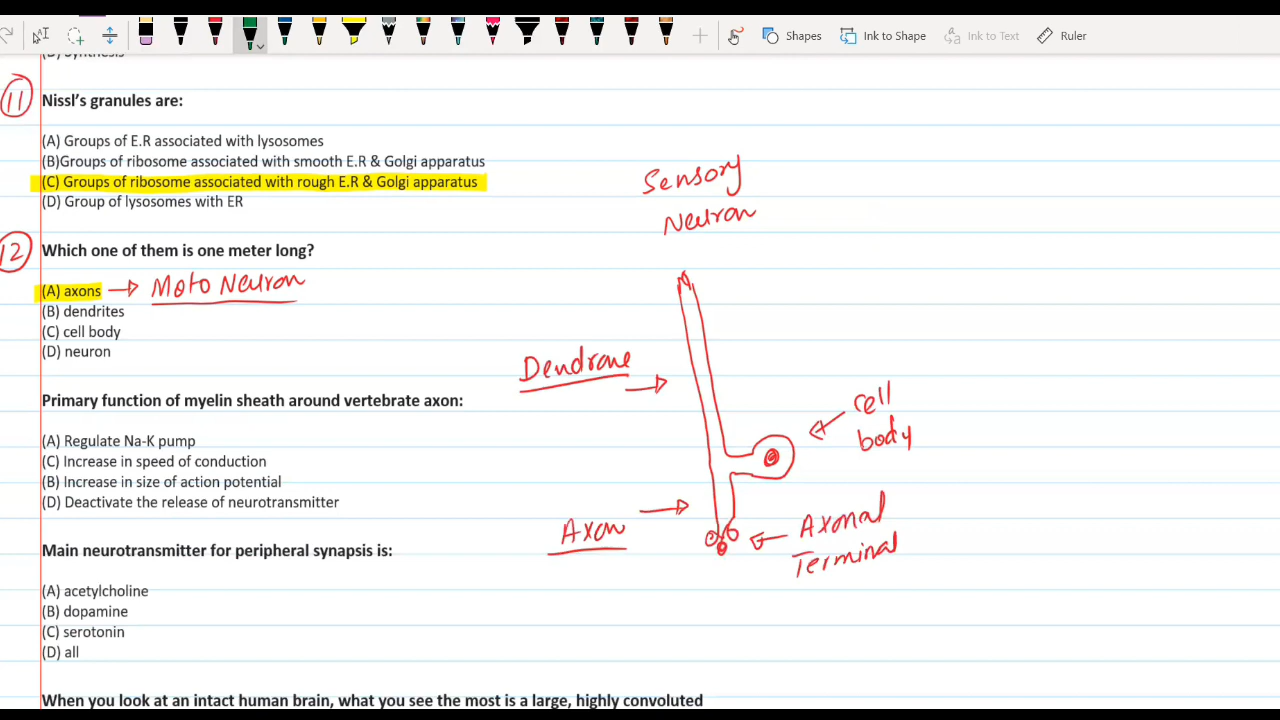 Shapes
Ink to Shape
Ink to Text
Ruler
(D) Synthesis
11
Nissl's granules are:
(A) Groups of E.R associated with lysosomes
(B)Groups of ribosome associated with smooth E.R & Golgi apparatus
(C) Groups of ribosome associated with rough E.R & Golgi apparatus
(D) Group of lysosomes with ER
Sensory
Neuron
12
Which one of them is one meter long?
(A) axons → Moto Neuron
(B) dendrites
(C) cell body
(D) neuron
Dendrone
cell
body
Primary function of myelin sheath around vertebrate axon:
(A) Regulate Na-K pump
(C) Increase in speed of conduction
(B) Increase in size of action potential
(D) Deactivate the release of neurotransmitter
Axon
Axonal
Terminal
Main neurotransmitter for peripheral synapsis is:
(A) acetylcholine
(B) dopamine
(C) serotonin
(D) all
When you look at an intact human brain, what you see the most is a large, highly convoluted